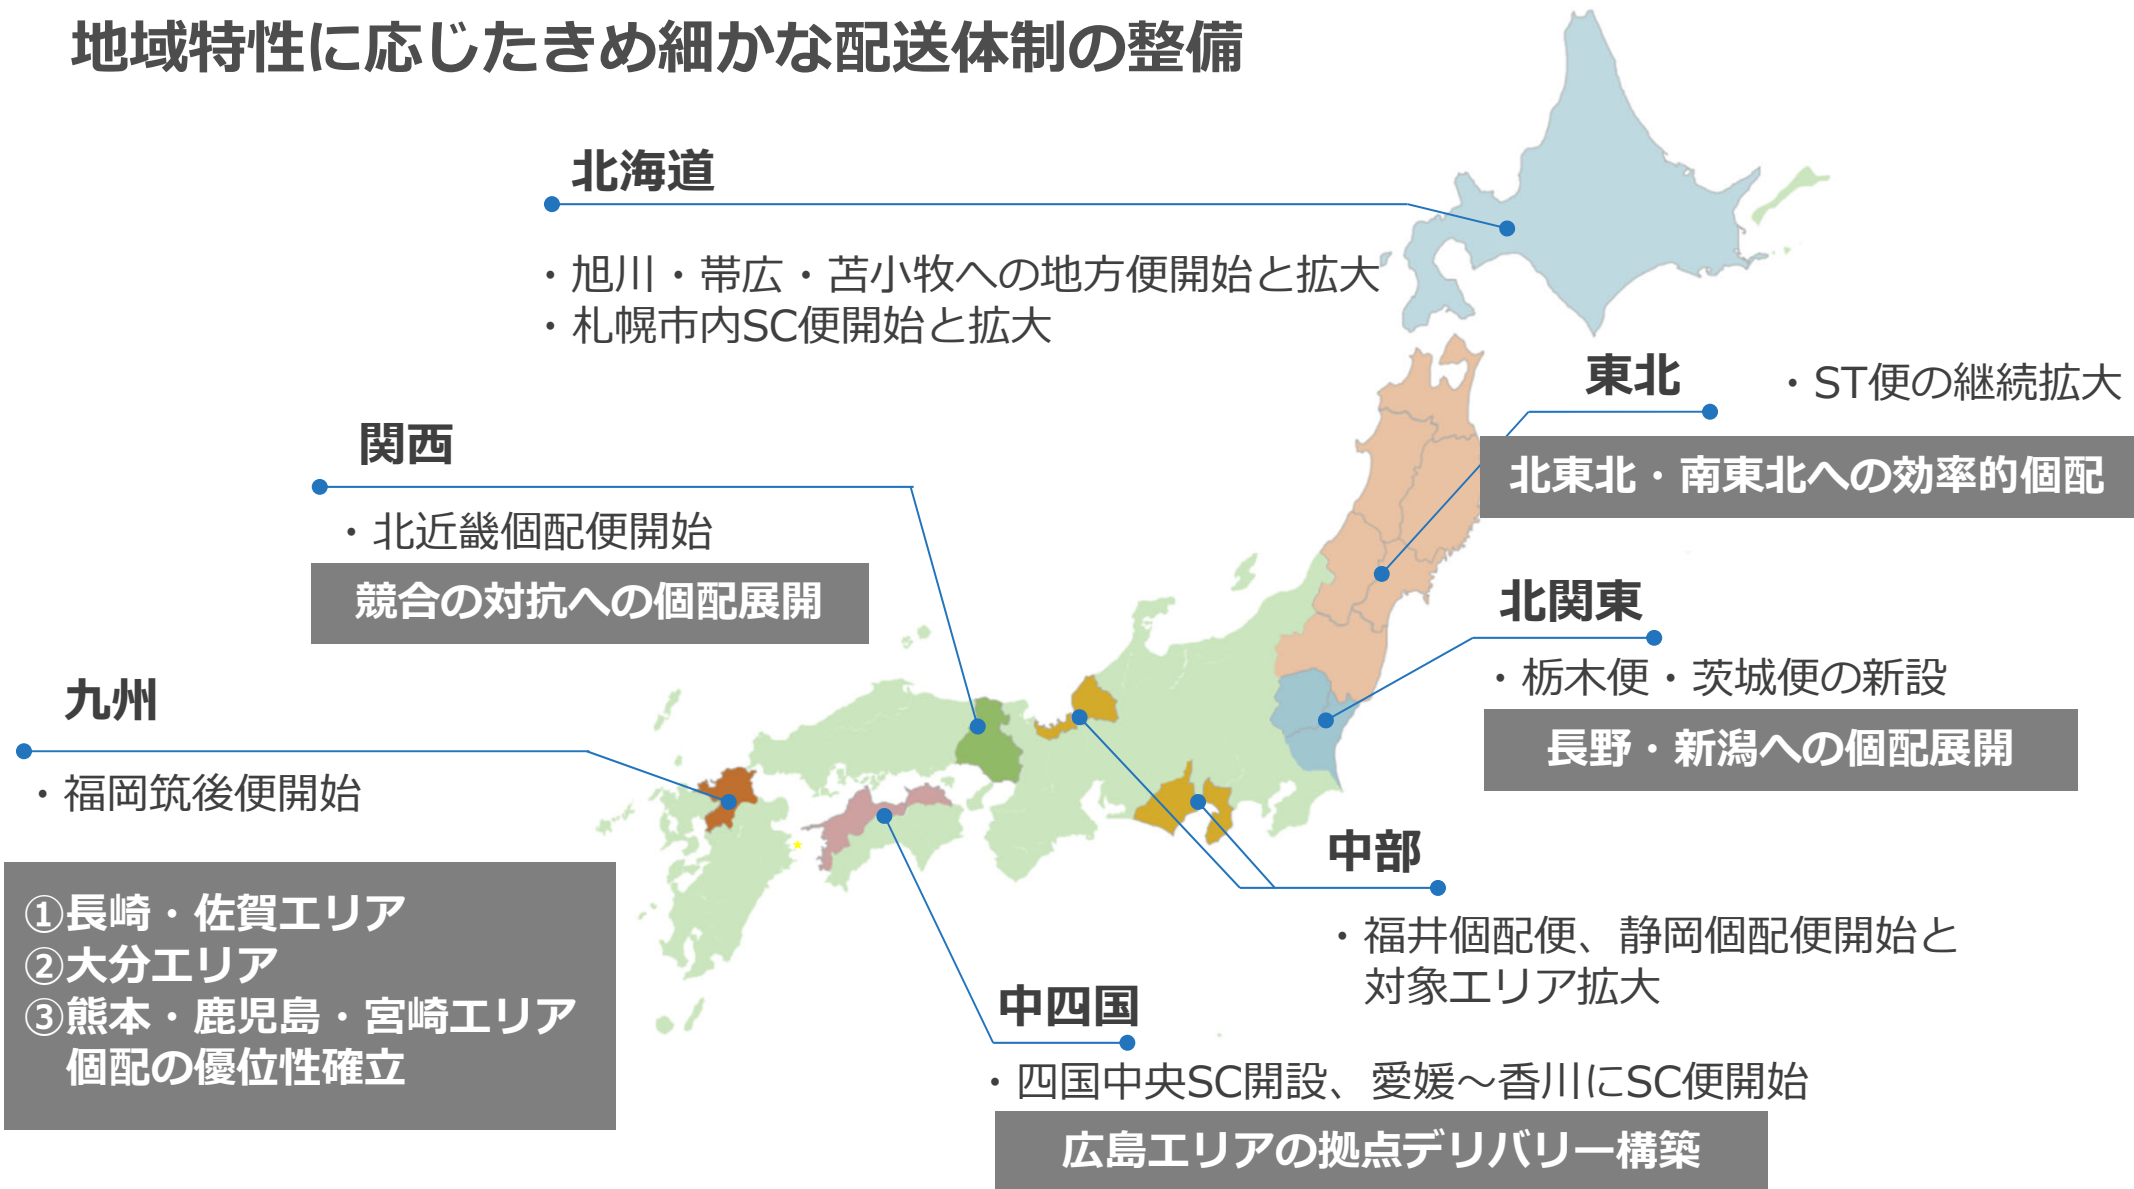 地域特性に応じたきめ細かな配送体制の整備
北海道
・旭川・帯広・苫小牧への地方便開始と拡大
・札幌市内SC便開始と拡大
東北
・ST便の継続拡大
北東北・南東北への効率的個配
関西
・北近畿個配便開始
競合の対抗への個配展開
北関東
・栃木便・茨城便の新設
長野・新潟への個配展開
九州
・福岡筑後便開始
①長崎・佐賀エリア
②大分エリア
③熊本・鹿児島・宮崎エリア
個配の優位性確立
中部
・福井個配便、静岡個配便開始と
対象エリア拡大
中四国
・四国中央SC開設、愛媛～香川にSC便開始
広島エリアの拠点デリバリー構築